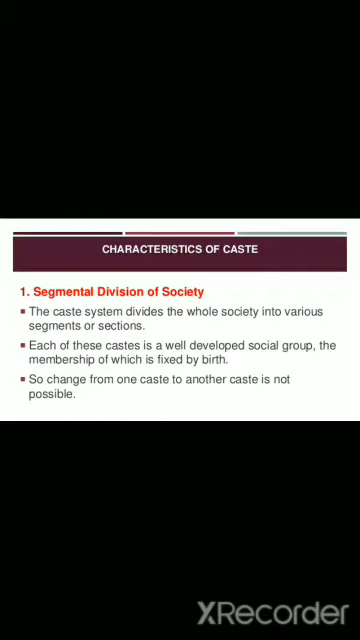 CHARACTERISTICS OF CASTE
1. Segmental Division of Society
▪ The caste system divides the whole society into various
segments or sections.
▪ Each of these castes is a well developed social group, the
membership of which is fixed by birth.
▪ So change from one caste to another caste is not
possible.
XRecorder